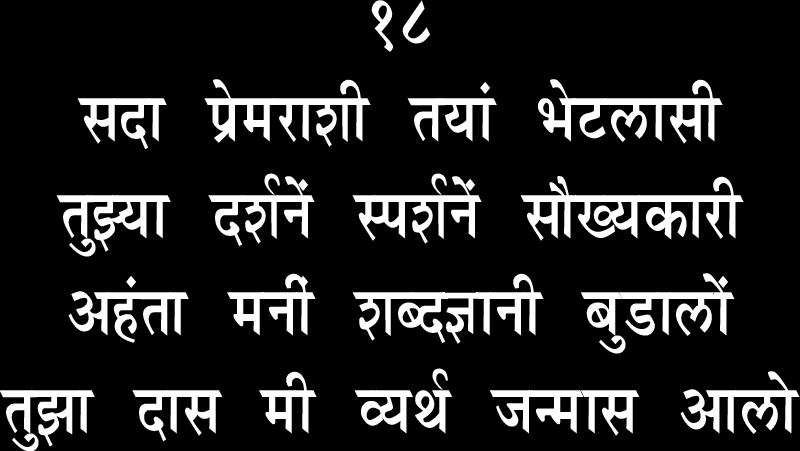 १८
सदा प्रेमराशी तयां भेटलासी
तुझ्या दर्शनें स्पर्शनें सौख्यकारी
अहंता मनीं शब्दज्ञानी बुडालों
तुझा दास मी व्यर्थ जन्मास आलो